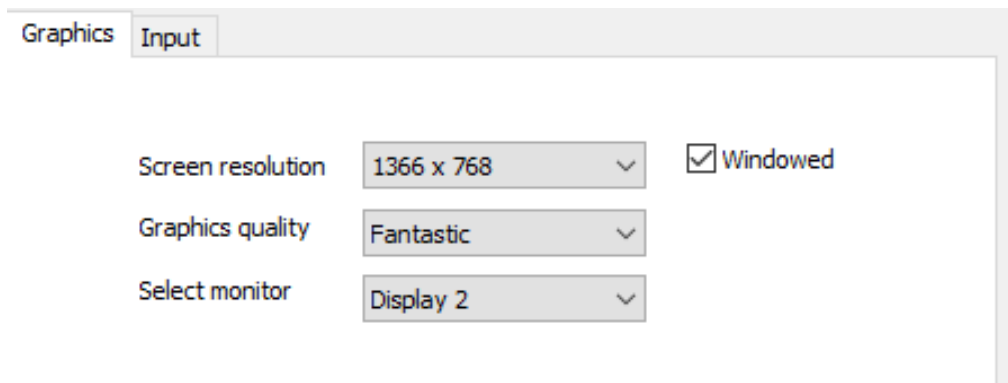 Graphics Input
Screen resolution 1366 x 768 Windowed
Graphics quality Fantastic
Select monitor Display 2